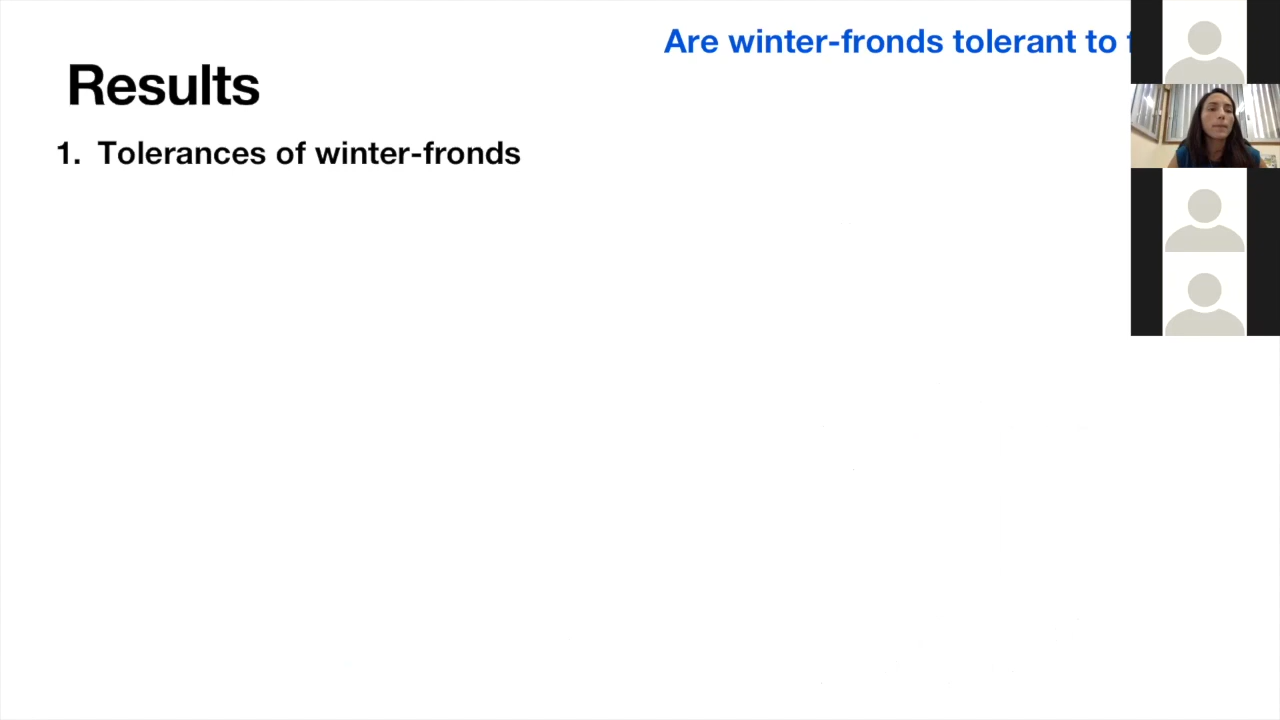 Are winter-fronds tolerant to
Results
1. Tolerances of winter-fronds